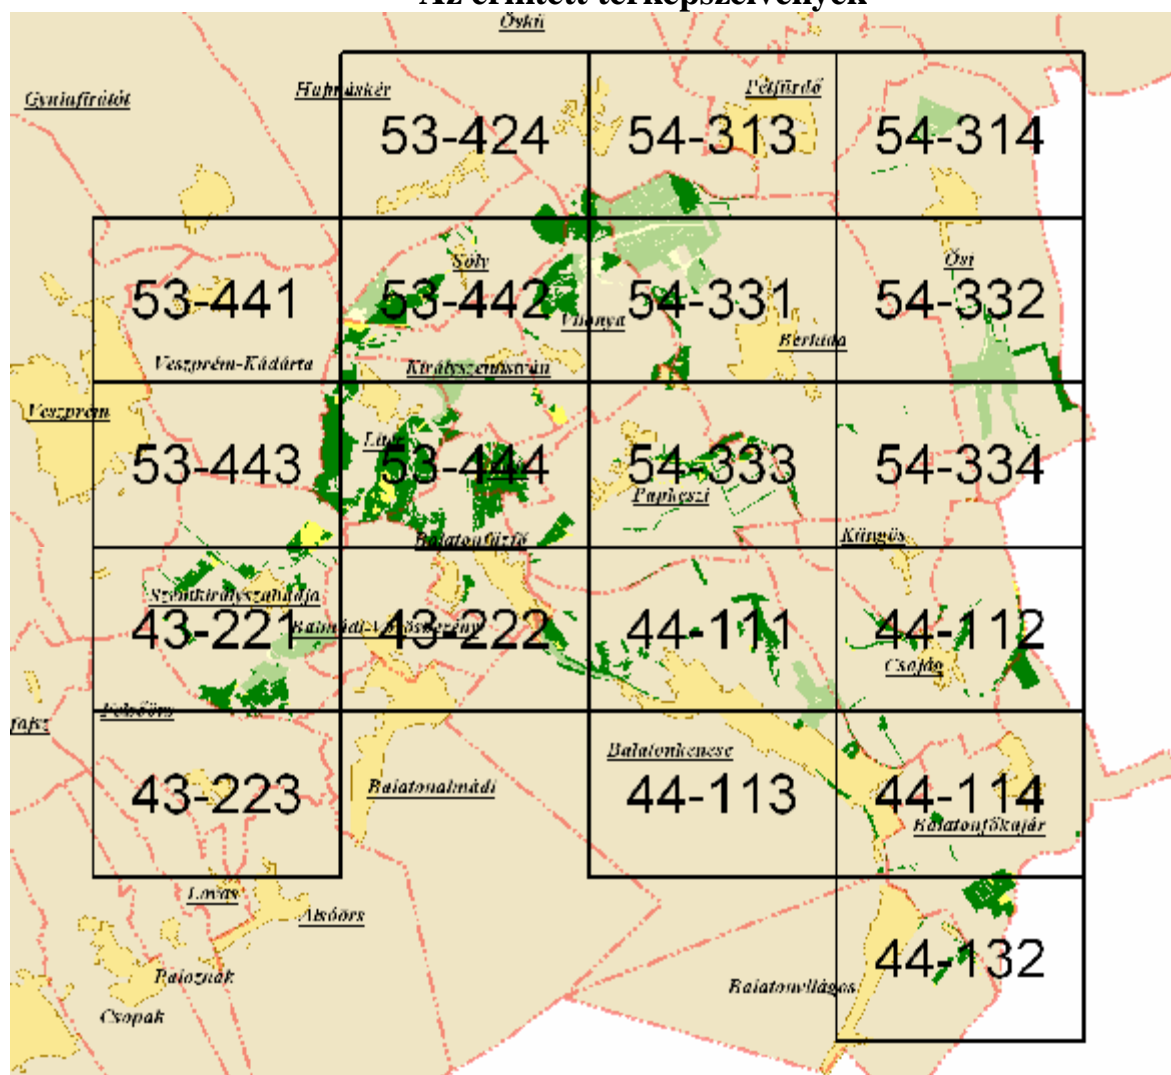 Az érintett térképszelvények
Öskü
Gyulafirátót
Hajmáskér
Pétfürdő
53-424
54-313
54-314
Sóly
Ősi
53-441
53-442
54-331
54-332
Vilonya
Berhida
Veszprém-Kádárta
Királyszentistván
Veszprém
Litér
53-443
53-444
54-333
54-334
Papkeszi
Balatonfűzfő
Küngös
Szentkirályszabadja
43-221
43-222
44-111
44-112
Csajág
Felsőörs
fajsz
Balatonkenese
Balatonalmádi
43-223
44-113
44-114
Balatonfőkajár
Lovas
Alsóörs
44-132
Paloznak
Balatonvilágos
Csopak